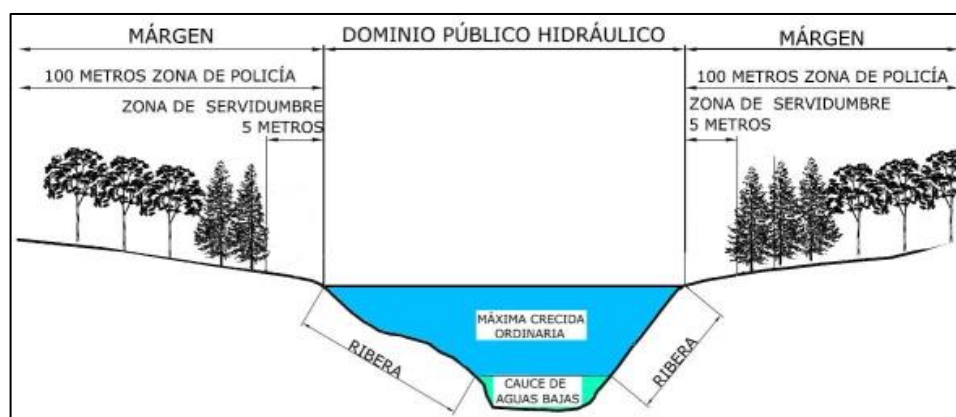 MÁRGEN
DOMINIO PÚBLICO HIDRÁULICO
MÁRGEN
100 METROS ZONA DE POLICÍA
100 METROS ZONA DE POLICÍA
ZONA DE SERVIDUMBRE
5 METROS
ZONA DE SERVIDUMBRE
5 METROS
MÁXIMA CRECIDA
ORDINARIA
RIBERA
RIBERA
CAUCE DE
AGUAS BAJAS